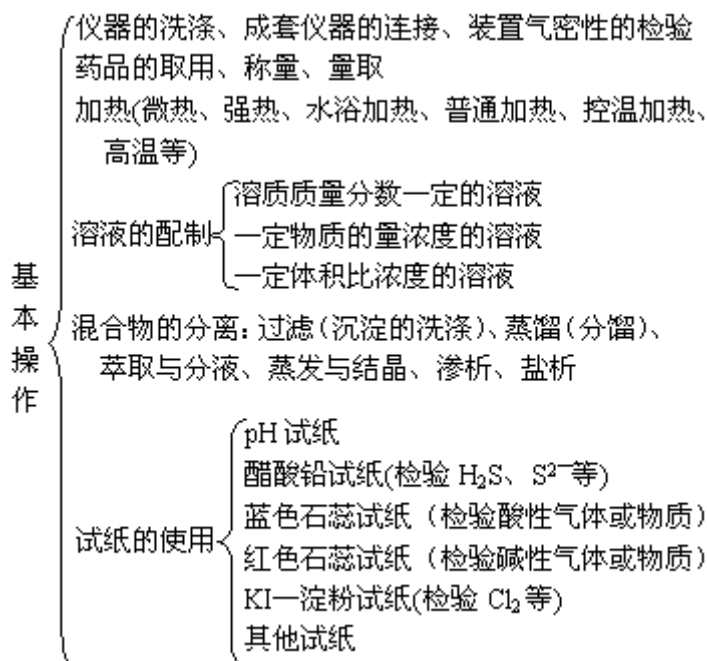 仪器的洗涤、成套仪器的连接、装置气密性的检验
药品的取用、称量、量取
加热(微热、强热、水浴加热、普通加热、控温加热、
高温等)
溶液的配制
溶质质量分数一定的溶液
一定物质的量浓度的溶液
一定体积比浓度的溶液
基本操作
混合物的分离：过滤(沉淀的洗涤)、蒸馏(分馏)、
萃取与分液、蒸发与结晶、渗析、盐析
试纸的使用
pH 试纸
醋酸铅试纸(检验 H₂S、S²⁻等)
蓝色石蕊试纸（检验酸性气体或物质）
红色石蕊试纸（检验碱性气体或物质）
KI—淀粉试纸(检验 Cl₂ 等)
其他试纸